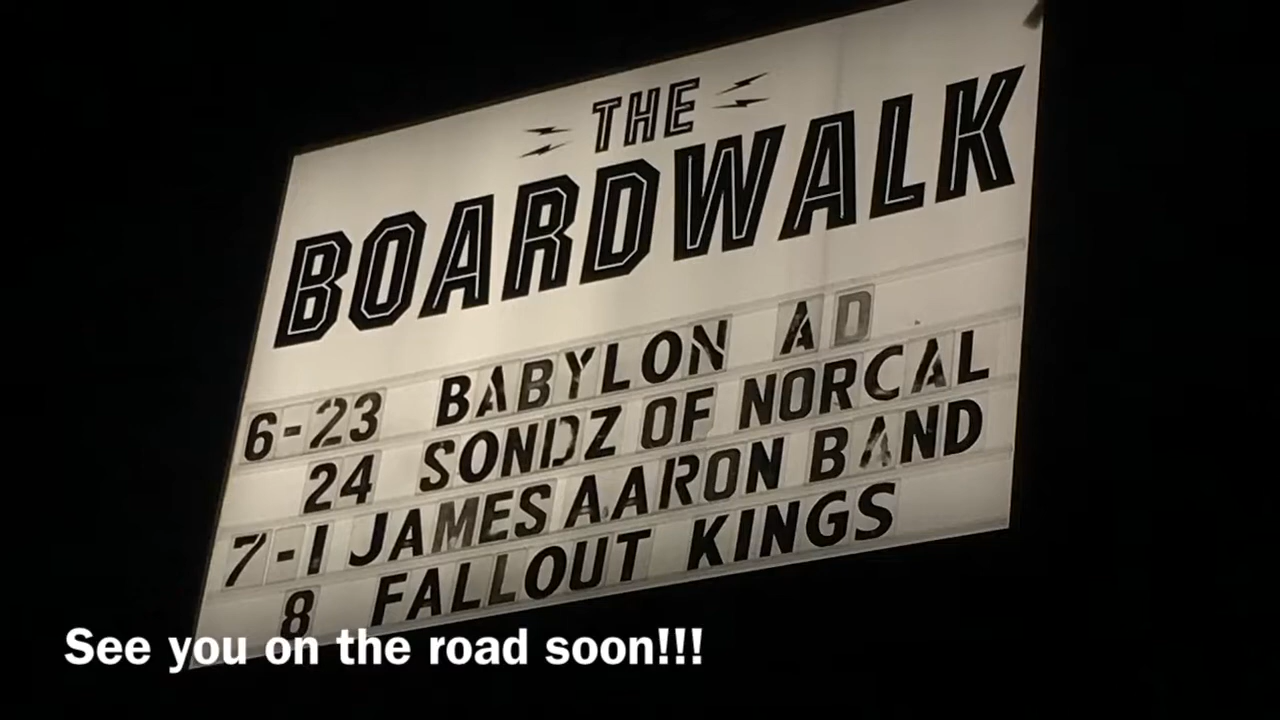 THE
BOARDWALK
6-23 BABYLON AD
24 SONDZ OF NORCAL
7-1 JAMES AARON BAND
8 FALLOUT KINGS
See you on the road soon!!!